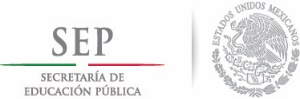 SEP
SECRETARÍA DE
EDUCACIÓN PÚBLICA
ESTADOS UNIDOS MEXICANOS